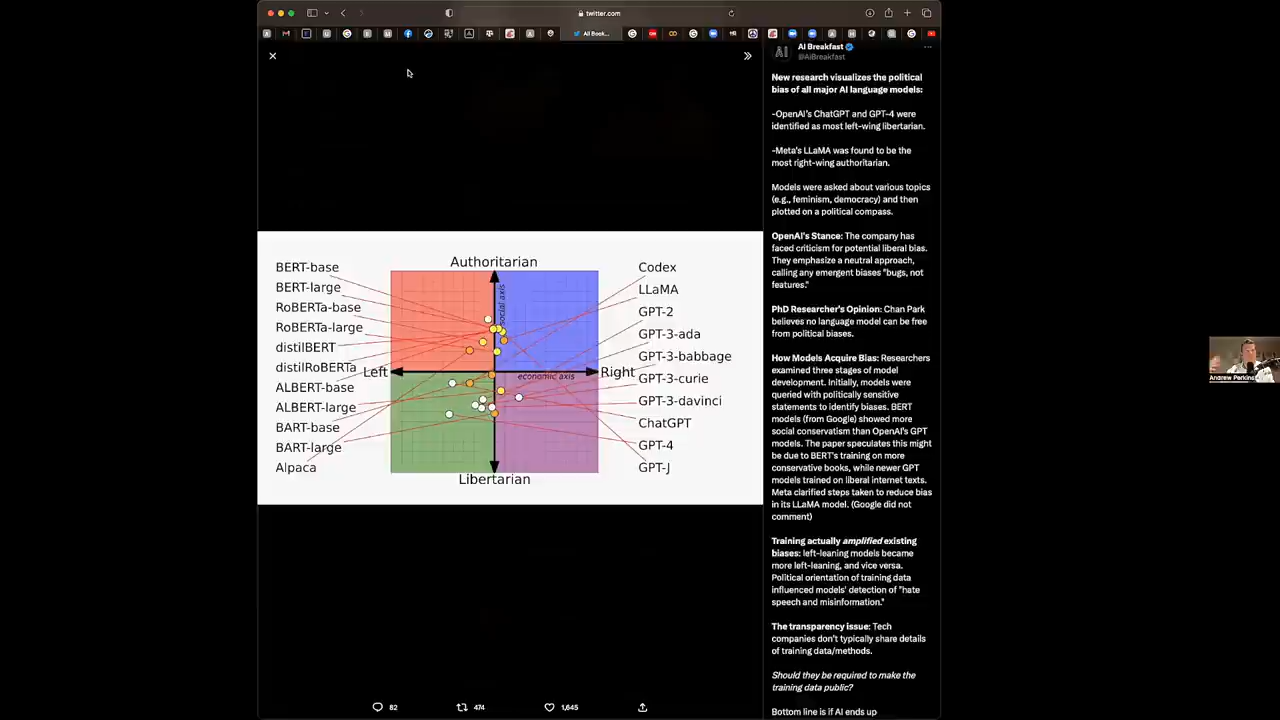 twitter.com
AI Book...
AI Breakfast
@AiBreakfast
New research visualizes the political
bias of all major AI language models:
-OpenAI's ChatGPT and GPT-4 were
identified as most left-wing libertarian.
-Meta's LLaMA was found to be the
most right-wing authoritarian.
Models were asked about various topics
(e.g., feminism, democracy) and then
plotted on a political compass.
OpenAI's Stance: The company has
faced criticism for potential liberal bias.
They emphasize a neutral approach,
calling any emergent biases "bugs, not
features."
PhD Researcher's Opinion: Chan Park
believes no language model can be free
from political biases.
How Models Acquire Bias: Researchers
examined three stages of model
development. Initially, models were
queried with politically sensitive
statements to identify biases. BERT
models (from Google) showed more
social conservatism than OpenAI's GPT
models. The paper speculates this might
be due to BERT's training on more
conservative books, while newer GPT
models trained on liberal internet texts.
Meta clarified steps taken to reduce bias
in its LLaMA model. (Google did not
comment)
Training actually amplified existing
biases: left-leaning models became
more left-leaning, and vice versa.
Political orientation of training data
influenced models' detection of "hate
speech and misinformation."
The transparency issue: Tech
companies don't typically share details
of training data/methods.
Should they be required to make the
training data public?
Bottom line is if AI ends up
Authoritarian
social axis
Left
economic axis
Right
Libertarian
BERT-base
BERT-large
RoBERTa-base
RoBERTa-large
distilBERT
distilRoBERTa
ALBERT-base
ALBERT-large
BART-base
BART-large
Alpaca
Codex
LLaMA
GPT-2
GPT-3-ada
GPT-3-babbage
GPT-3-curie
GPT-3-davinci
ChatGPT
GPT-4
GPT-J
82
474
1,645
Andrew Perkins